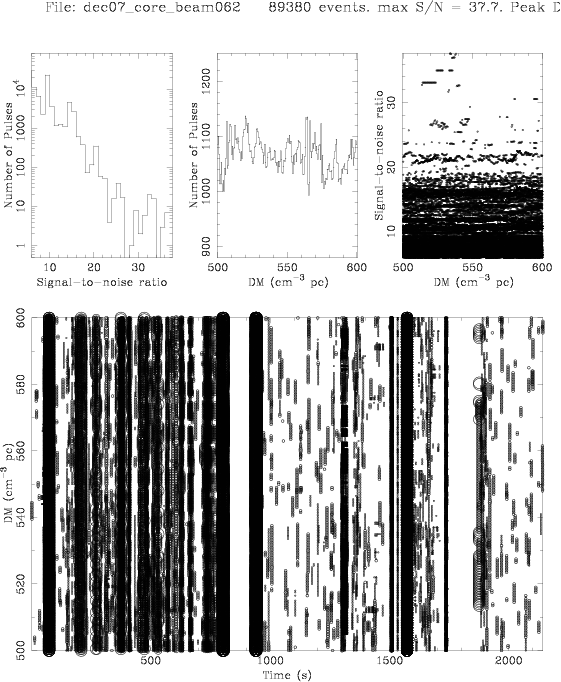 File: dec07_core_beam062 89380 events. max S/N = 37.7. Peak D
Number of Pulses
1 10 100 1000 10⁴
10 20 30
Signal-to-noise ratio
Number of Pulses
900 1000 1100 1200
500 550 600
DM (cm⁻³ pc)
Signal-to-noise ratio
10 20 30
500 550 600
DM (cm⁻³ pc)
DM (cm⁻³ pc)
500 520 540 560 580 600
500 1000 1500 2000
Time (s)